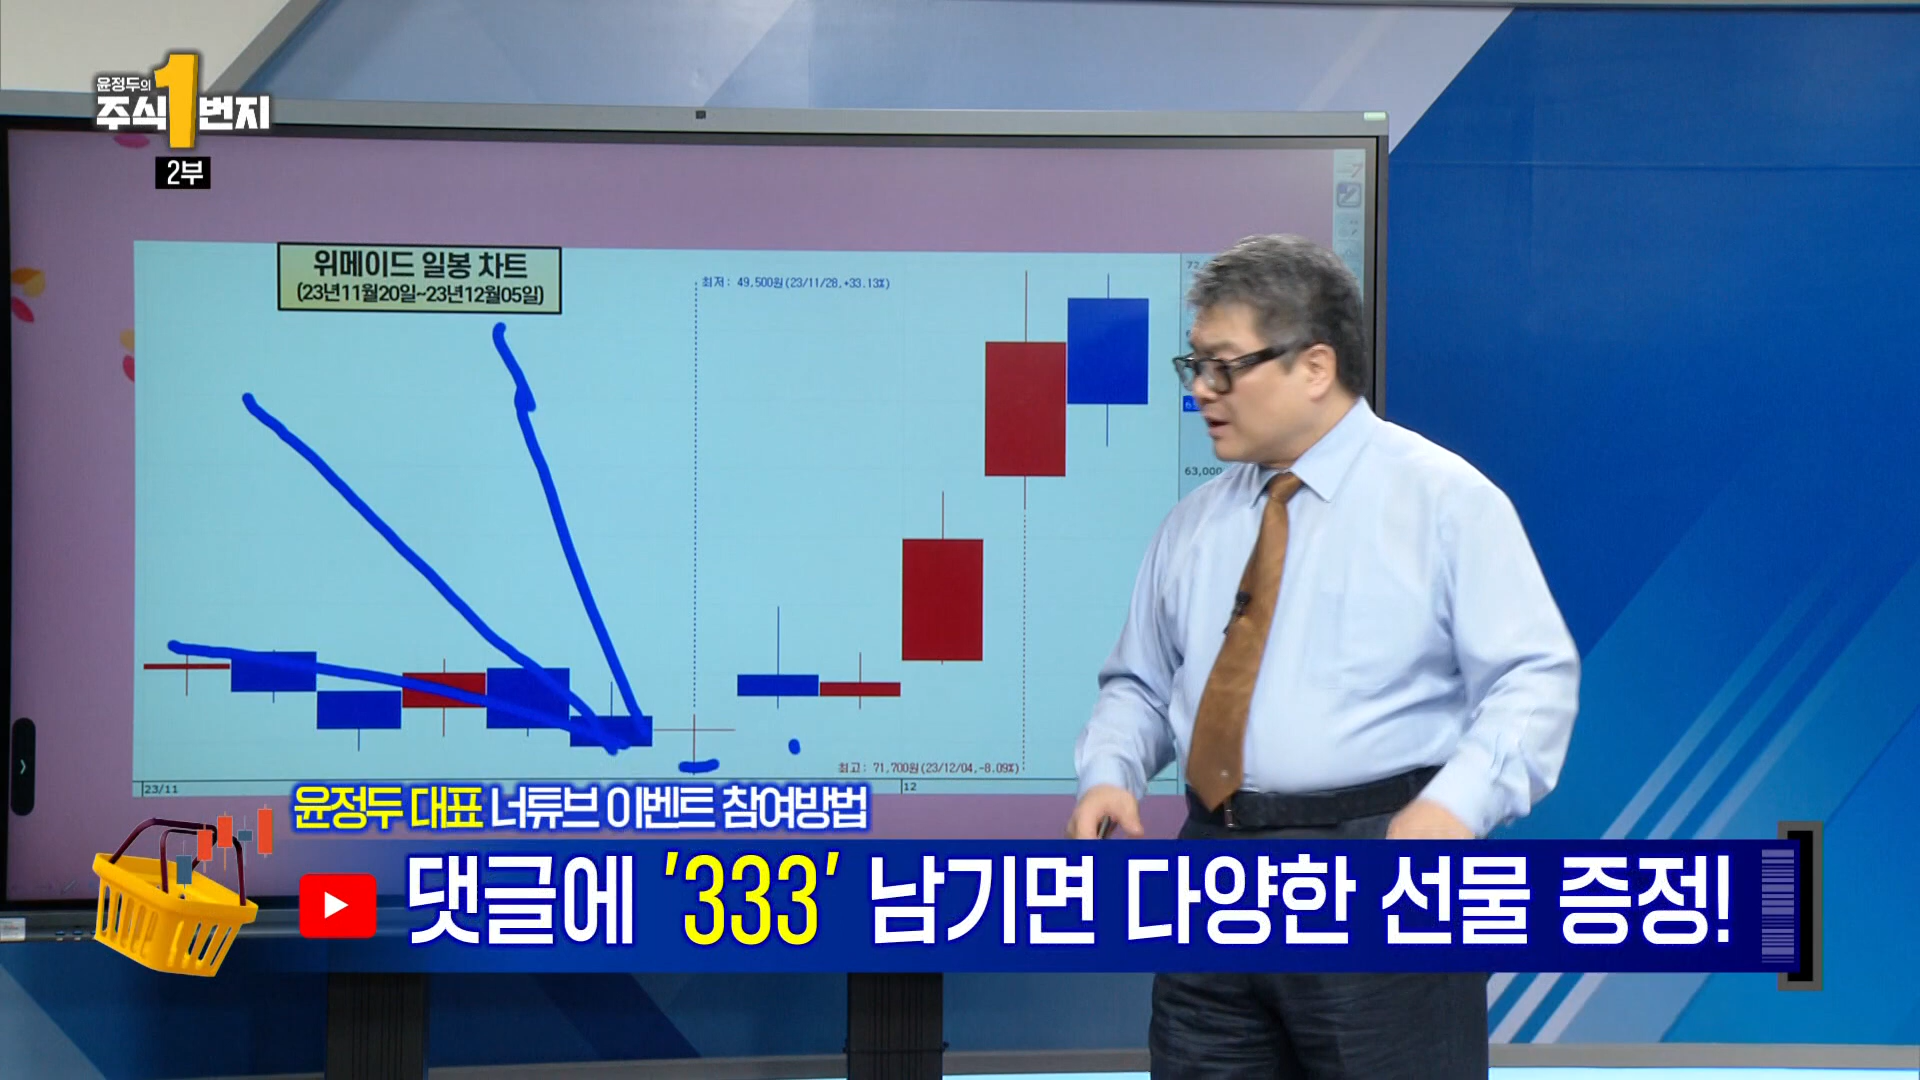 윤정두의
주식1번지
2부
위메이드 일봉 차트
(23년11월20일~23년12월05일)
최저: 49,500원(23/11/28,+33.13%)
63,000
최고: 71,700원(23/12/04,-8.09%)
23/11
12
윤정두 대표 너튜브 이벤트 참여방법
댓글에 '333' 남기면 다양한 선물 증정!